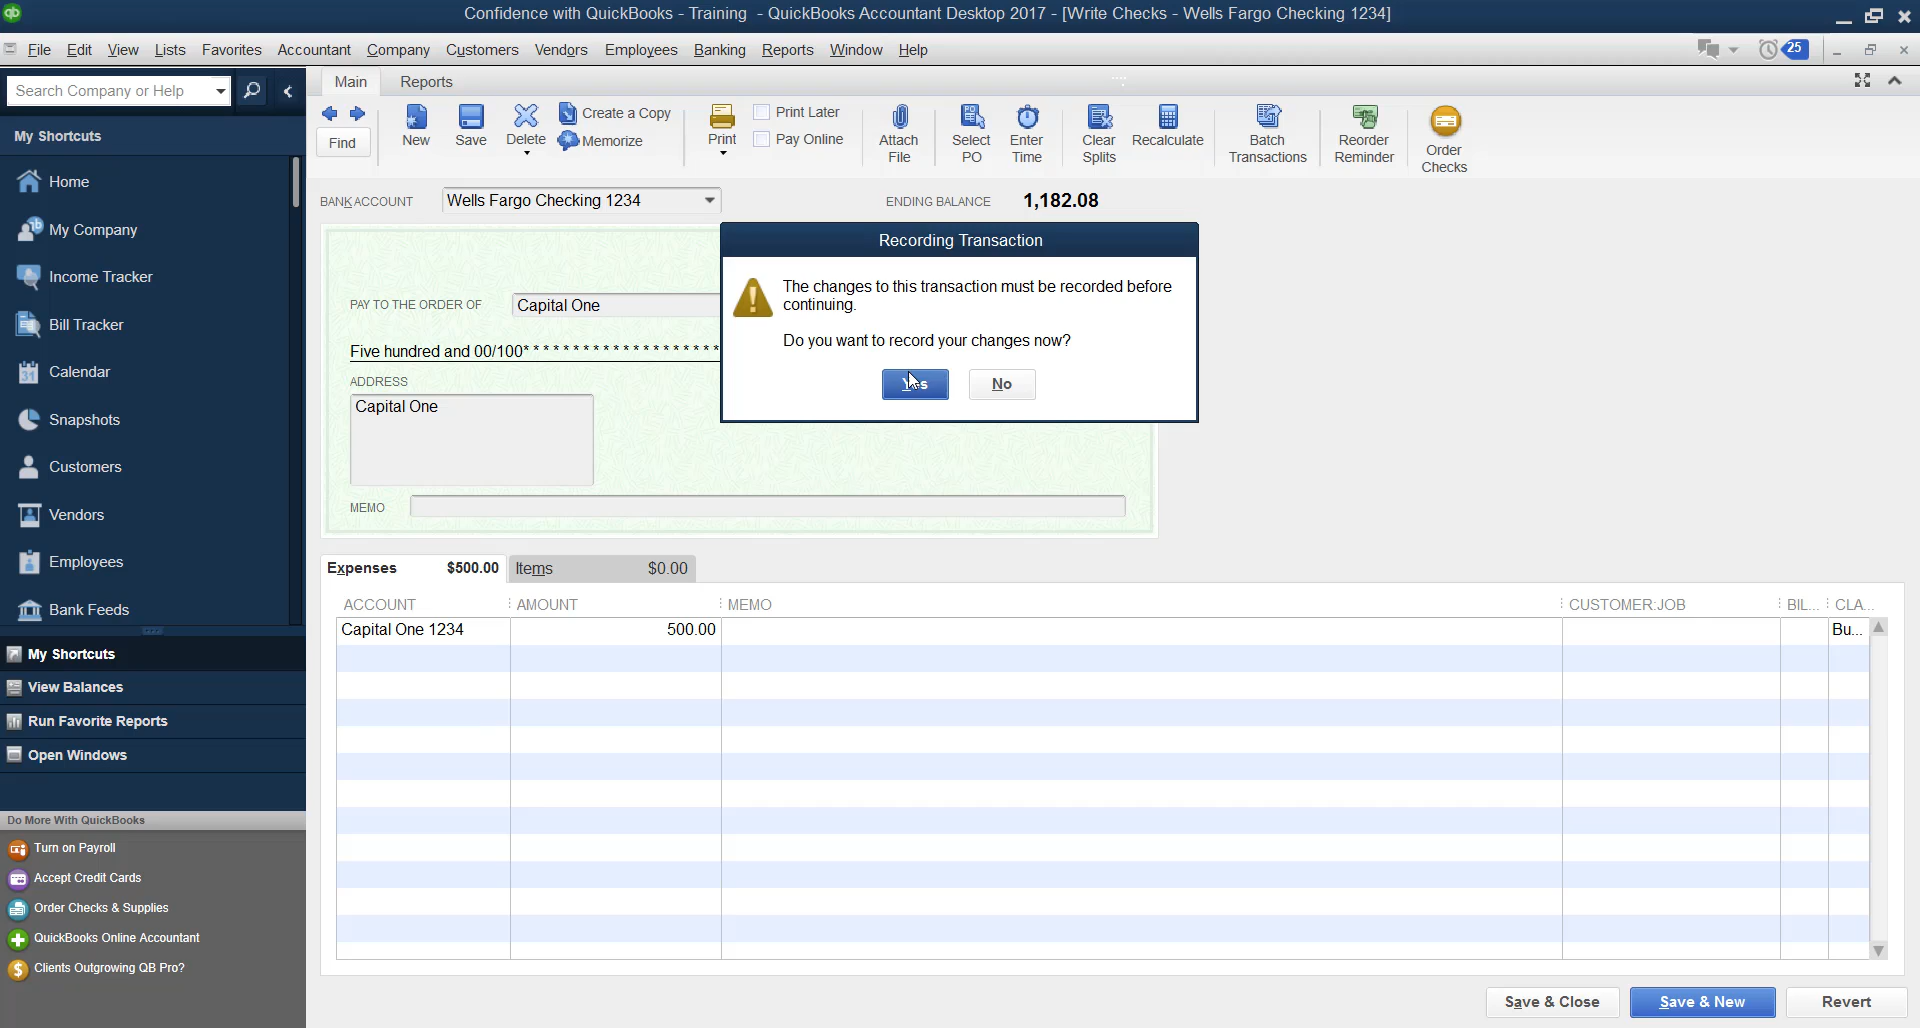 Confidence with QuickBooks - Training - QuickBooks Accountant Desktop 2017 - [Write Checks - Wells Fargo Checking 1234]
File Edit View Lists Favorites Accountant Company Customers Vendors Employees Banking Reports Window Help 25
Search Company or Help
Main Reports
My Shortcuts
Home
My Company
Income Tracker
Bill Tracker
31 Calendar
Snapshots
Customers
Vendors
Employees
Bank Feeds
My Shortcuts
View Balances
Run Favorite Reports
Open Windows
Do More With QuickBooks
Turn on Payroll
Accept Credit Cards
Order Checks & Supplies
QuickBooks Online Accountant
Clients Outgrowing QB Pro?
Find
New
Save
Delete
Create a Copy
Memorize
Print
Print Later
Pay Online
Attach
File
Select
PO
Enter
Time
Clear
Splits
Recalculate
Batch
Transactions
Reorder
Reminder
Order
Checks
BANK ACCOUNT Wells Fargo Checking 1234 ENDING BALANCE 1,182.08
PAY TO THE ORDER OF Capital One
Five hundred and 00/100* * * * * * * * * * * * * * * * * * * *
ADDRESS
Capital One
MEMO
Recording Transaction
The changes to this transaction must be recorded before
continuing.
Do you want to record your changes now?
Yes No
Expenses $500.00 Items $0.00
ACCOUNT AMOUNT MEMO CUSTOMER:JOB BIL... CLA...
Capital One 1234 500.00 Bu...
Save & Close Save & New Revert